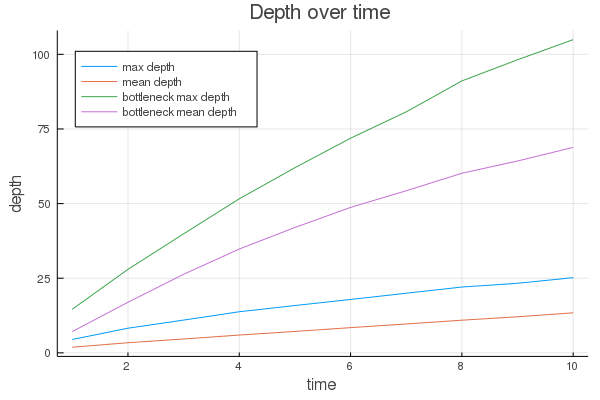 Depth over time
max depth
mean depth
bottleneck max depth
bottleneck mean depth
100
75
50
25
0
depth
2 4 6 8 10
time